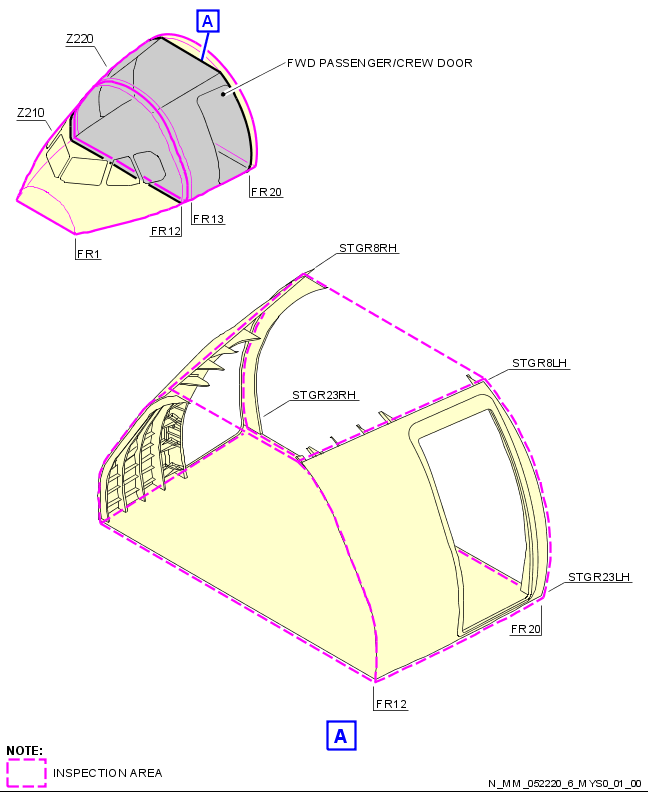 A
Z220
FWD PASSENGER/CREW DOOR
Z210
FR20
FR13
FR12
FR1
STGR8RH
STGR8LH
STGR23RH
STGR23LH
FR20
FR12
A
NOTE:
INSPECTION AREA
N_MM_052220_6_MYS0_01_00